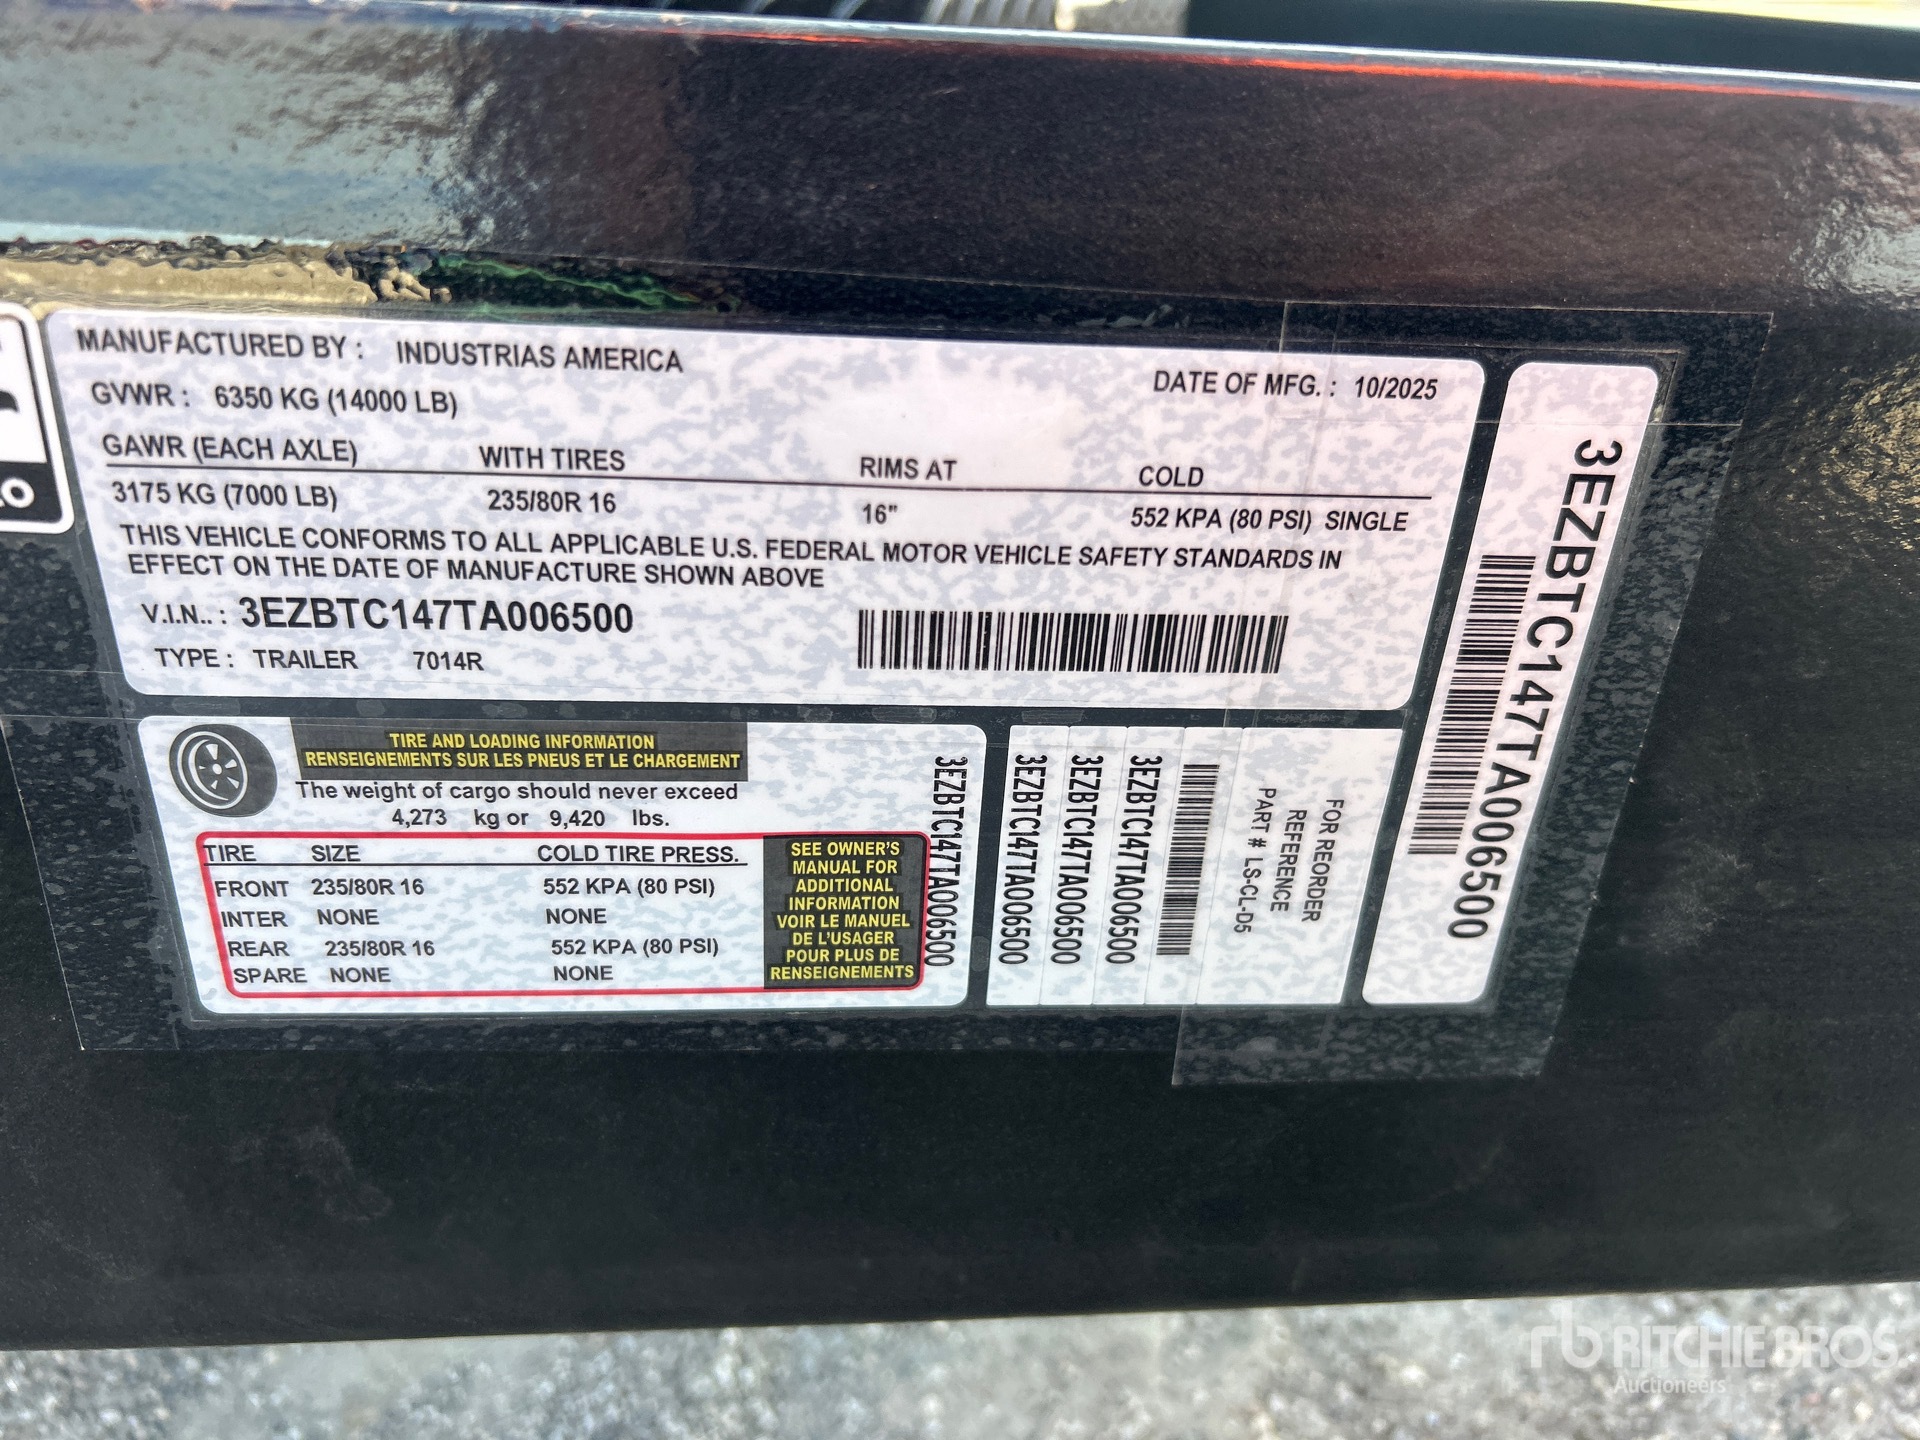 LO
MANUFACTURED BY : INDUSTRIAS AMERICA
DATE OF MFG. : 10/2025
GVWR : 6350 KG (14000 LB)
GAWR (EACH AXLE) WITH TIRES RIMS AT COLD
3175 KG (7000 LB) 235/80R 16 16" 552 KPA (80 PSI) SINGLE
THIS VEHICLE CONFORMS TO ALL APPLICABLE U.S. FEDERAL MOTOR VEHICLE SAFETY STANDARDS IN
EFFECT ON THE DATE OF MANUFACTURE SHOWN ABOVE
V.I.N.. : 3EZBTC147TA006500
TYPE : TRAILER 7014R
TIRE AND LOADING INFORMATION
RENSEIGNEMENTS SUR LES PNEUS ET LE CHARGEMENT
The weight of cargo should never exceed
4,273 kg or 9,420 lbs.
TIRE SIZE COLD TIRE PRESS.
FRONT 235/80R 16 552 KPA (80 PSI)
INTER NONE NONE
REAR 235/80R 16 552 KPA (80 PSI)
SPARE NONE NONE
SEE OWNER'S
MANUAL FOR
ADDITIONAL
INFORMATION
VOIR LE MANUEL
DE L'USAGER
POUR PLUS DE
RENSEIGNEMENTS
3EZBTC147TA006500
3EZBTC147TA006500
3EZBTC147TA006500
3EZBTC147TA006500
FOR REORDER
REFERENCE
PART # LS-CL-D5
3EZBTC147TA006500
rb RITCHIE BROS.
Auctioneers